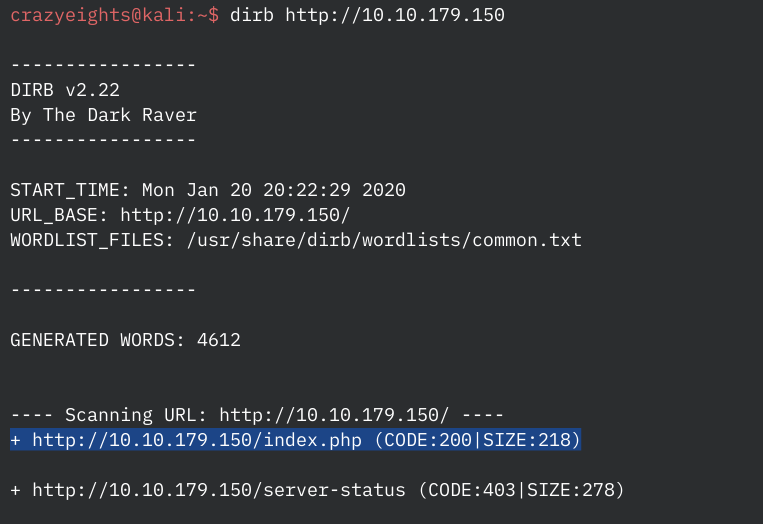 crazyeights@kali:~$ dirb http://10.10.179.150
-----------------
DIRB v2.22
By The Dark Raver
-----------------
START_TIME: Mon Jan 20 20:22:29 2020
URL_BASE: http://10.10.179.150/
WORDLIST_FILES: /usr/share/dirb/wordlists/common.txt
-----------------
GENERATED WORDS: 4612
---- Scanning URL: http://10.10.179.150/ ----
+ http://10.10.179.150/index.php (CODE:200|SIZE:218)
+ http://10.10.179.150/server-status (CODE:403|SIZE:278)